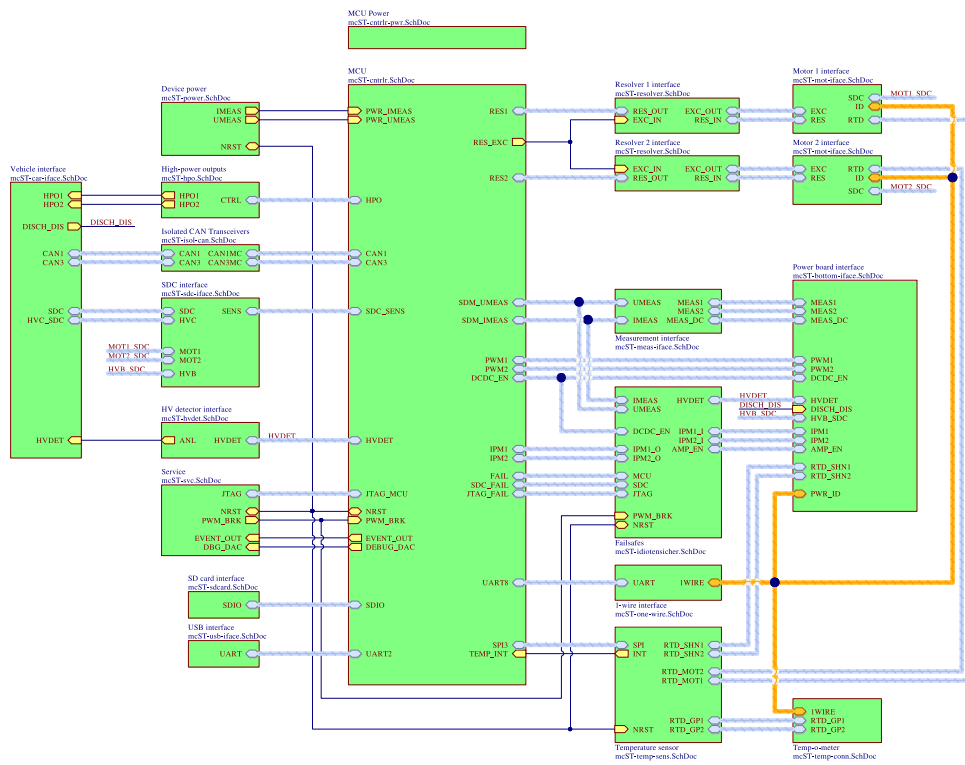 MCU Power
mcST-cntrlr-pwr.SchDoc
MCU
mcST-cntrlr.SchDoc
PWR_IMEAS
PWR_UMEAS
HPO
CAN1
CAN3
SDC_SENS
HVDET
JTAG_MCU
NRST
PWM_BRK
EVENT_OUT
DEBUG_DAC
SDIO
UART2
RES1
RES_EXC
RES2
SDM_UMEAS
SDM_IMEAS
PWM1
PWM2
DCDC_EN
IPM1
IPM2
FAIL
SDC_FAIL
JTAG_FAIL
UART8
SPI3
TEMP_INT
Device power
mcST-power.SchDoc
IMEAS
UMEAS
NRST
Vehicle interface
mcST-car-iface.SchDoc
HPO1
HPO2
DISCH_DIS
DISCH_DIS
CAN1
CAN3
SDC
HVC_SDC
HVDET
High-power outputs
mcST-hpo.SchDoc
HPO1
HPO2
CTRL
Isolated CAN Transceivers
mcST-isol-can.SchDoc
CAN1 CAN1MC
CAN3 CAN3MC
SDC interface
mcST-sdc-iface.SchDoc
SDC SENS
HVC
MOT1_SDC MOT1
MOT2_SDC MOT2
HVB_SDC HVB
HV detector interface
mcST-hvdet.SchDoc
ANL HVDET HVDET
Service
mcST-svc.SchDoc
JTAG
NRST
PWM_BRK
EVENT_OUT
DBG_DAC
SD card interface
mcST-sdcard.SchDoc
SDIO
USB interface
mcST-usb-iface.SchDoc
UART
Resolver 1 interface
mcST-resolver.SchDoc
RES_OUT EXC_OUT
EXC_IN RES_IN
Resolver 2 interface
mcST-resolver.SchDoc
EXC_IN EXC_OUT
RES_OUT RES_IN
Motor 1 interface
mcST-mot-iface.SchDoc
SDC MOT1_SDC
EXC ID
RES RTD
Motor 2 interface
mcST-mot-iface.SchDoc
EXC RTD
RES ID
SDC MOT2_SDC
UMEAS MEAS1
MEAS2
IMEAS MEAS_DC
Measurement interface
mcST-meas-iface.SchDoc
Power board interface
mcST-bottom-iface.SchDoc
MEAS1
MEAS2
MEAS_DC
PWM1
PWM2
DCDC_EN
HVDET HVDET
DISCH_DIS DISCH_DIS
HVB_SDC HVB_SDC
IPM1
IPM2
AMP_EN
RTD_SHN1
RTD_SHN2
PWR_ID
IMEAS HVDET
UMEAS
DCDC_EN IPM1_I
IPM2_I
IPM1_O AMP_EN
IPM2_O
MCU
SDC
JTAG
PWM_BRK
NRST
Failsafes
mcST-idiotensicher.SchDoc
UART 1WIRE
1-wire interface
mcST-one-wire.SchDoc
SPI RTD_SHN1
INT RTD_SHN2
RTD_MOT2
RTD_MOT1
RTD_GP1
NRST RTD_GP2
Temperature sensor
mcST-temp-sens.SchDoc
1WIRE
RTD_GP1
RTD_GP2
Temp-o-meter
mcST-temp-conn.SchDoc